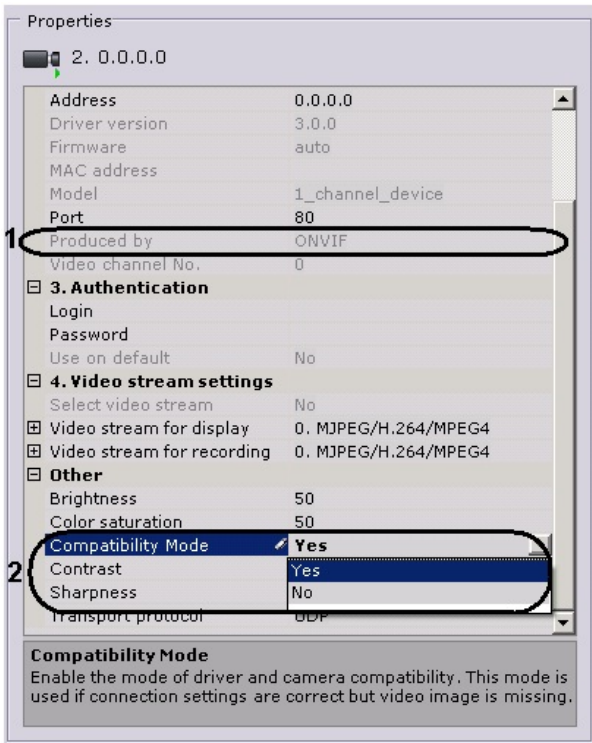 Properties
2. 0.0.0.0
Address 0.0.0.0
Driver version 3.0.0
Firmware auto
MAC address
Model 1_channel_device
Port 80
1
Produced by ONVIF
Video channel No. 0
3. Authentication
Login
Password
Use on default No
4. Video stream settings
Select video stream No
Video stream for display 0. MJPEG/H.264/MPEG4
Video stream for recording 0. MJPEG/H.264/MPEG4
Other
Brightness 50
Color saturation 50
Compatibility Mode Yes
2
Contrast Yes
Sharpness No
Transport protocol UDP
Compatibility Mode
Enable the mode of driver and camera compatibility. This mode is
used if connection settings are correct but video image is missing.